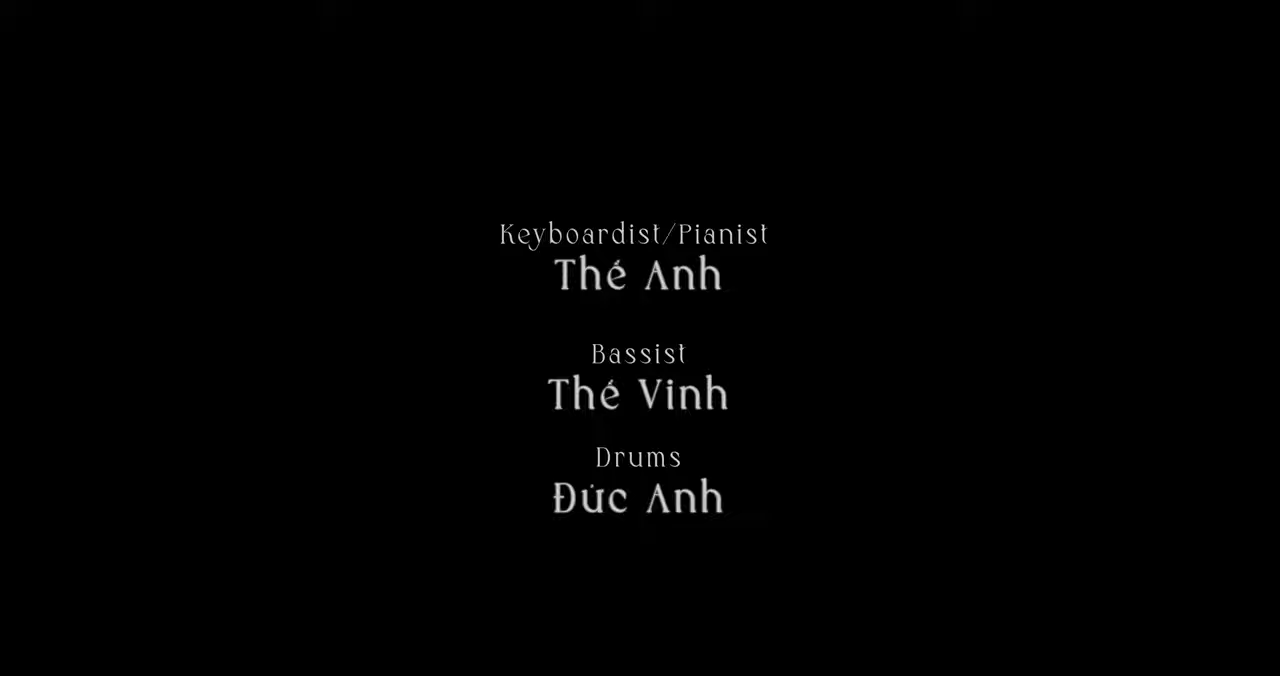 Keyboardist/Pianist
Thế Anh
Bassist
Thế Vinh
Drums
Đức Anh